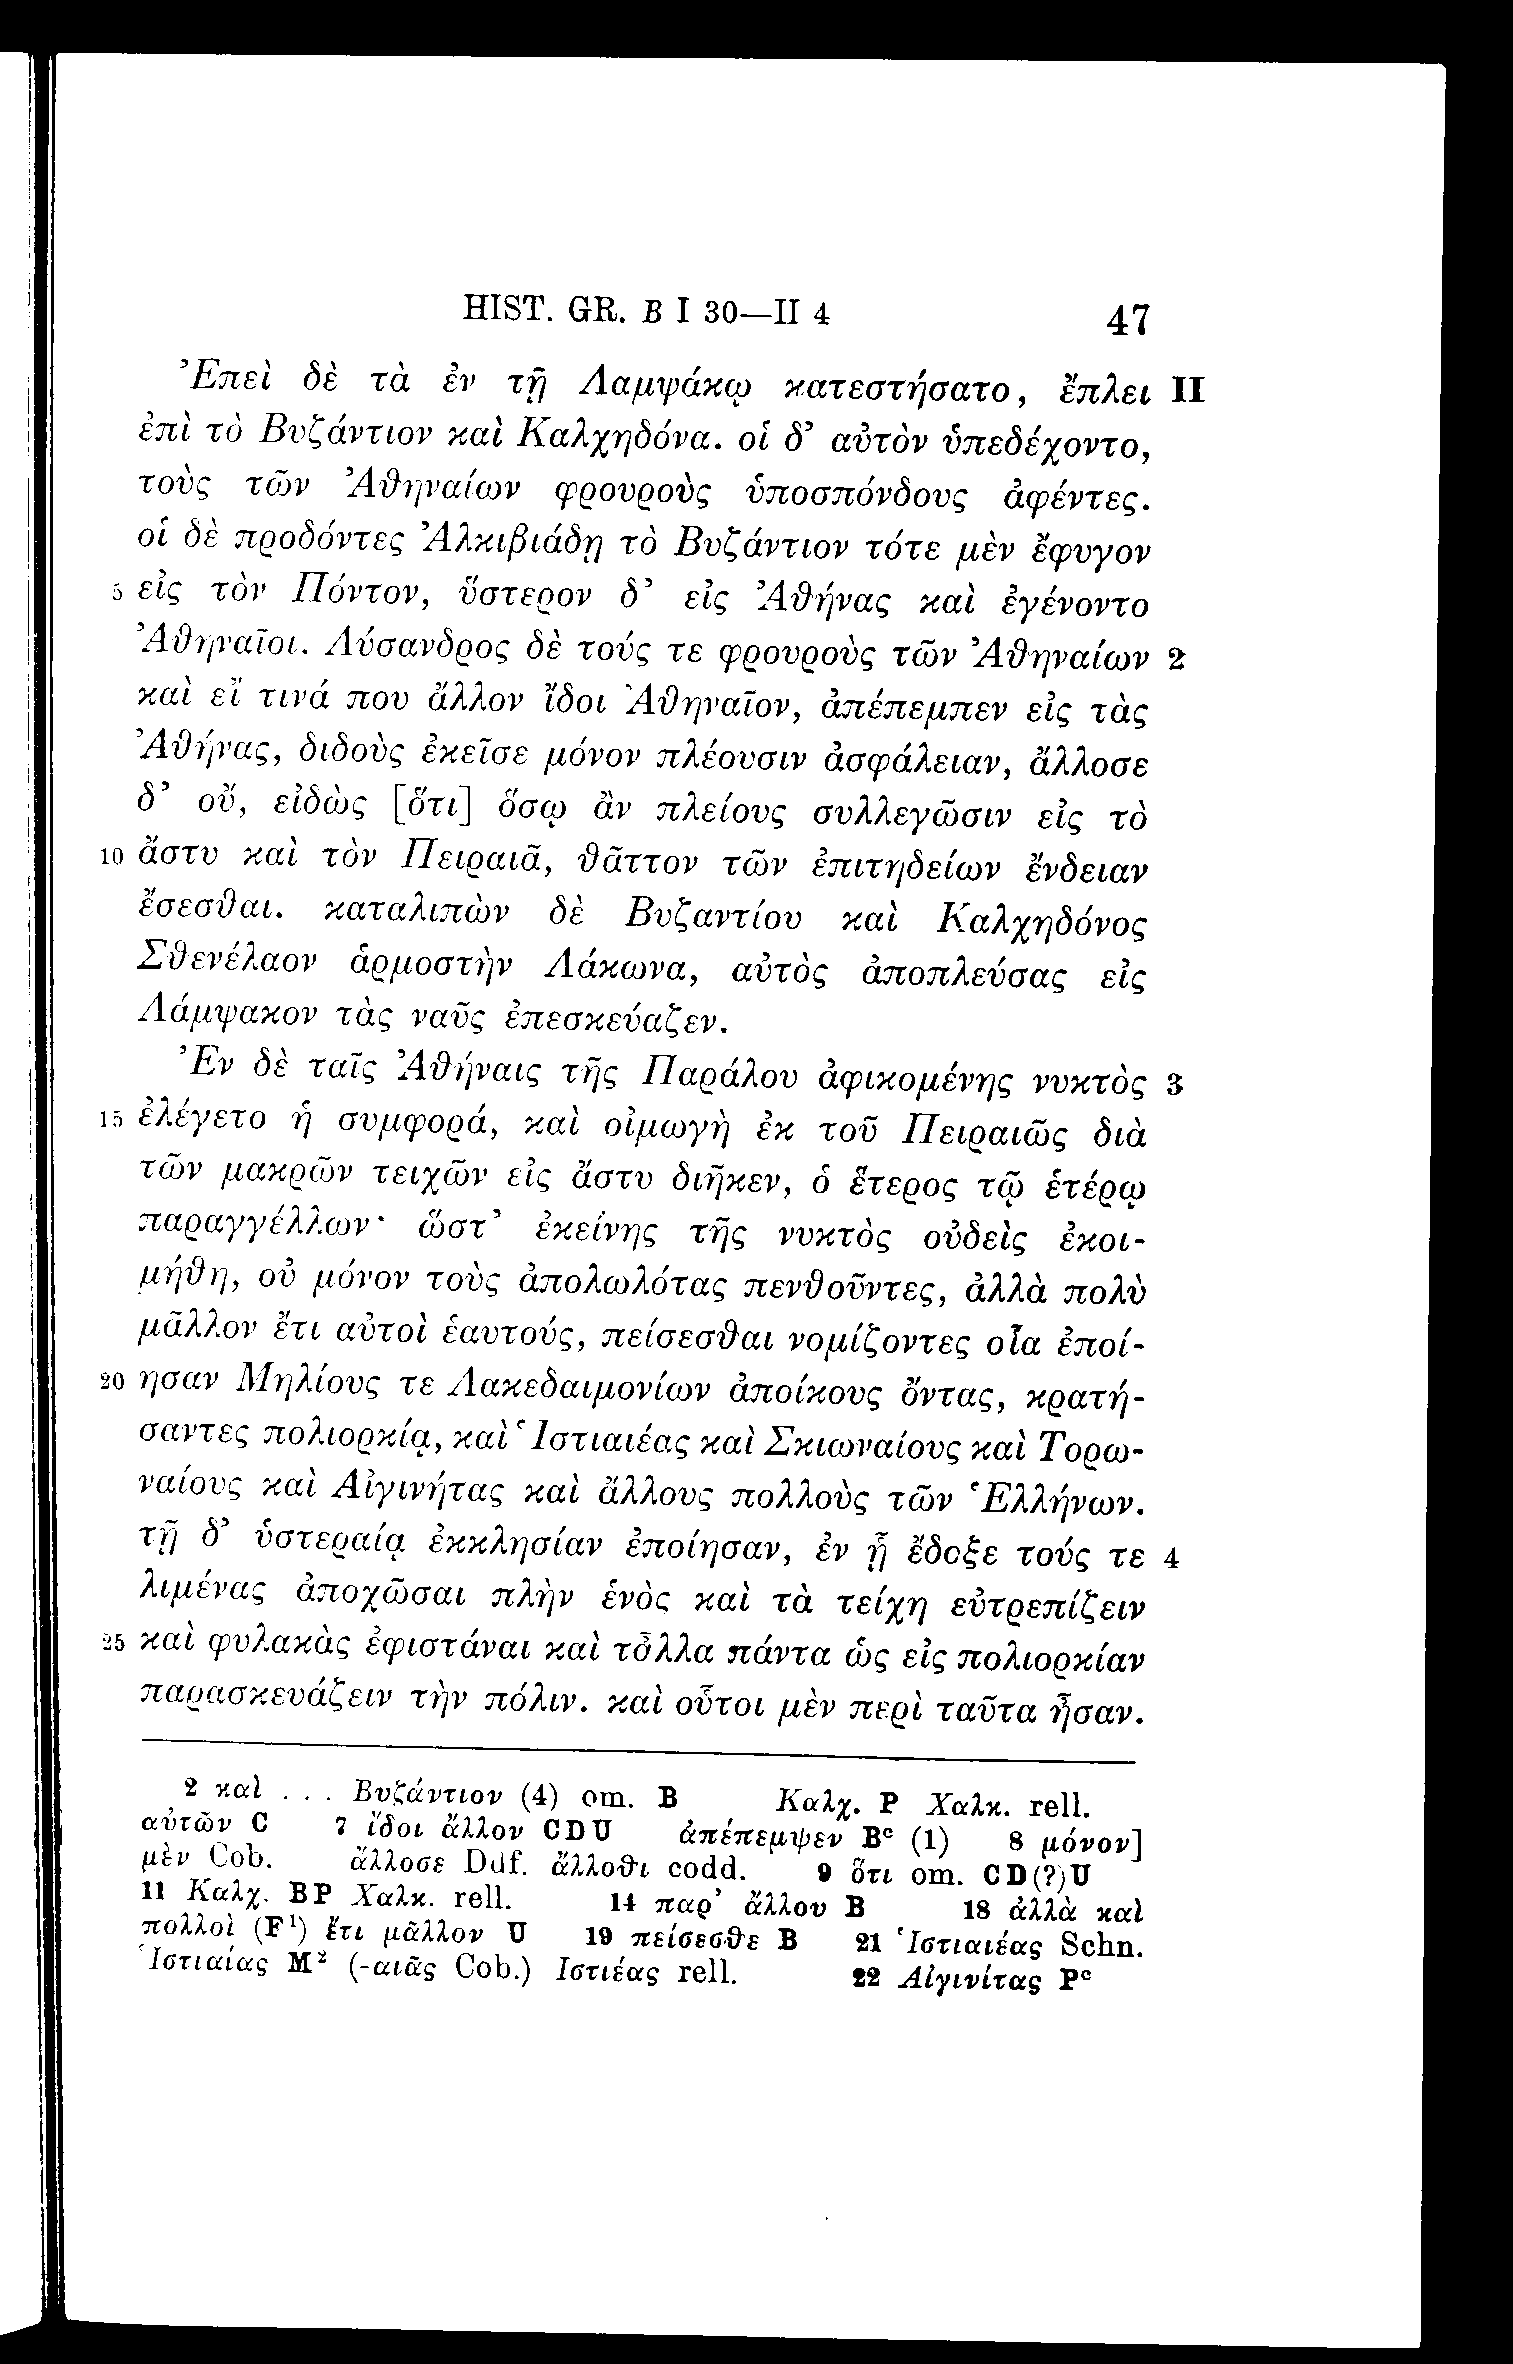 HIST. GR. B I 30—II 4 47
Ἐπεὶ δὲ τὰ ἐν τῇ Λαμψάκῳ κατεστήσατο, ἔπλει II
ἐπὶ τὸ Βυζάντιον καὶ Καλχηδόνα. οἱ δ’ αὐτὸν ὑπεδέχοντο,
τοὺς τῶν Ἀθηναίων φρουροὺς ὑποσπόνδους ἀφέντες.
οἱ δὲ προδόντες Ἀλκιβιάδῃ τὸ Βυζάντιον τότε μὲν ἔφυγον
5 εἰς τὸν Πόντον, ὕστερον δ’ εἰς Ἀθήνας καὶ ἐγένοντο
Ἀθηναῖοι. Λύσανδρος δὲ τούς τε φρουροὺς τῶν Ἀθηναίων 2
καὶ εἴ τινά που ἄλλον ἴδοι Ἀθηναῖον, ἀπέπεμπεν εἰς τὰς
Ἀθήνας, διδοὺς ἐκεῖσε μόνον πλέουσιν ἀσφάλειαν, ἄλλοσε
δ’ οὔ, εἰδὼς [ὅτι] ὅσῳ ἂν πλείους συλλεγῶσιν εἰς τὸ
10 ἄστυ καὶ τὸν Πειραιᾶ, θᾶττον τῶν ἐπιτηδείων ἔνδειαν
ἔσεσθαι. καταλιπὼν δὲ Βυζαντίου καὶ Καλχηδόνος
Σθενέλαον ἁρμοστὴν Λάκωνα, αὐτὸς ἀποπλεύσας εἰς
Λάμψακον τὰς ναῦς ἐπεσκεύαζεν.
Ἐν δὲ ταῖς Ἀθήναις τῆς Παράλου ἀφικομένης νυκτὸς 3
15 ἐλέγετο ἡ συμφορά, καὶ οἰμωγὴ ἐκ τοῦ Πειραιῶς διὰ
τῶν μακρῶν τειχῶν εἰς ἄστυ διῆκεν, ὁ ἕτερος τῷ ἑτέρῳ
παραγγέλλων· ὥστ’ ἐκείνης τῆς νυκτὸς οὐδεὶς ἐκοι-
μήθη, οὐ μόνον τοὺς ἀπολωλότας πενθοῦντες, ἀλλὰ πολὺ
μᾶλλον ἔτι αὐτοὶ ἑαυτούς, πείσεσθαι νομίζοντες οἷα ἐποί-
20 ησαν Μηλίους τε Λακεδαιμονίων ἀποίκους ὄντας, κρατή-
σαντες πολιορκίᾳ, καὶ Ἱστιαιέας καὶ Σκιωναίους καὶ Τορω-
ναίους καὶ Αἰγινήτας καὶ ἄλλους πολλοὺς τῶν Ἑλλήνων.
τῇ δ’ ὑστεραίᾳ ἐκκλησίαν ἐποίησαν, ἐν ᾗ ἔδοξε τούς τε 4
λιμένας ἀποχῶσαι πλὴν ἑνὸς καὶ τὰ τείχη εὐτρεπίζειν
25 καὶ φυλακὰς ἐφιστάναι καὶ τὦλλα πάντα ὡς εἰς πολιορκίαν
παρασκευάζειν τὴν πόλιν. καὶ οὗτοι μὲν περὶ ταῦτα ἦσαν.
2 καὶ . . . Βυζάντιον (4) om. B Καλχ. P Χαλκ. rell.
αὐτῶν C 7 ἴδοι ἄλλον CDU ἀπέπεμψεν Bᶜ (1) 8 μόνον]
μὲν Cob. ἄλλοσε Ddf. ἄλλοθι codd. 9 ὅτι om. CD(?)U
11 Καλχ. BP Χαλκ. rell. 14 παρ’ ἄλλου B 18 ἀλλὰ καὶ
πολλοὶ (F¹) ἔτι μᾶλλον U 19 πείσεσθε B 21 Ἱστιαιέας Schn.
Ἱστιαίας M² (-αιᾶς Cob.) Ιστιέας rell. 22 Αἰγινίτας Pᶜ